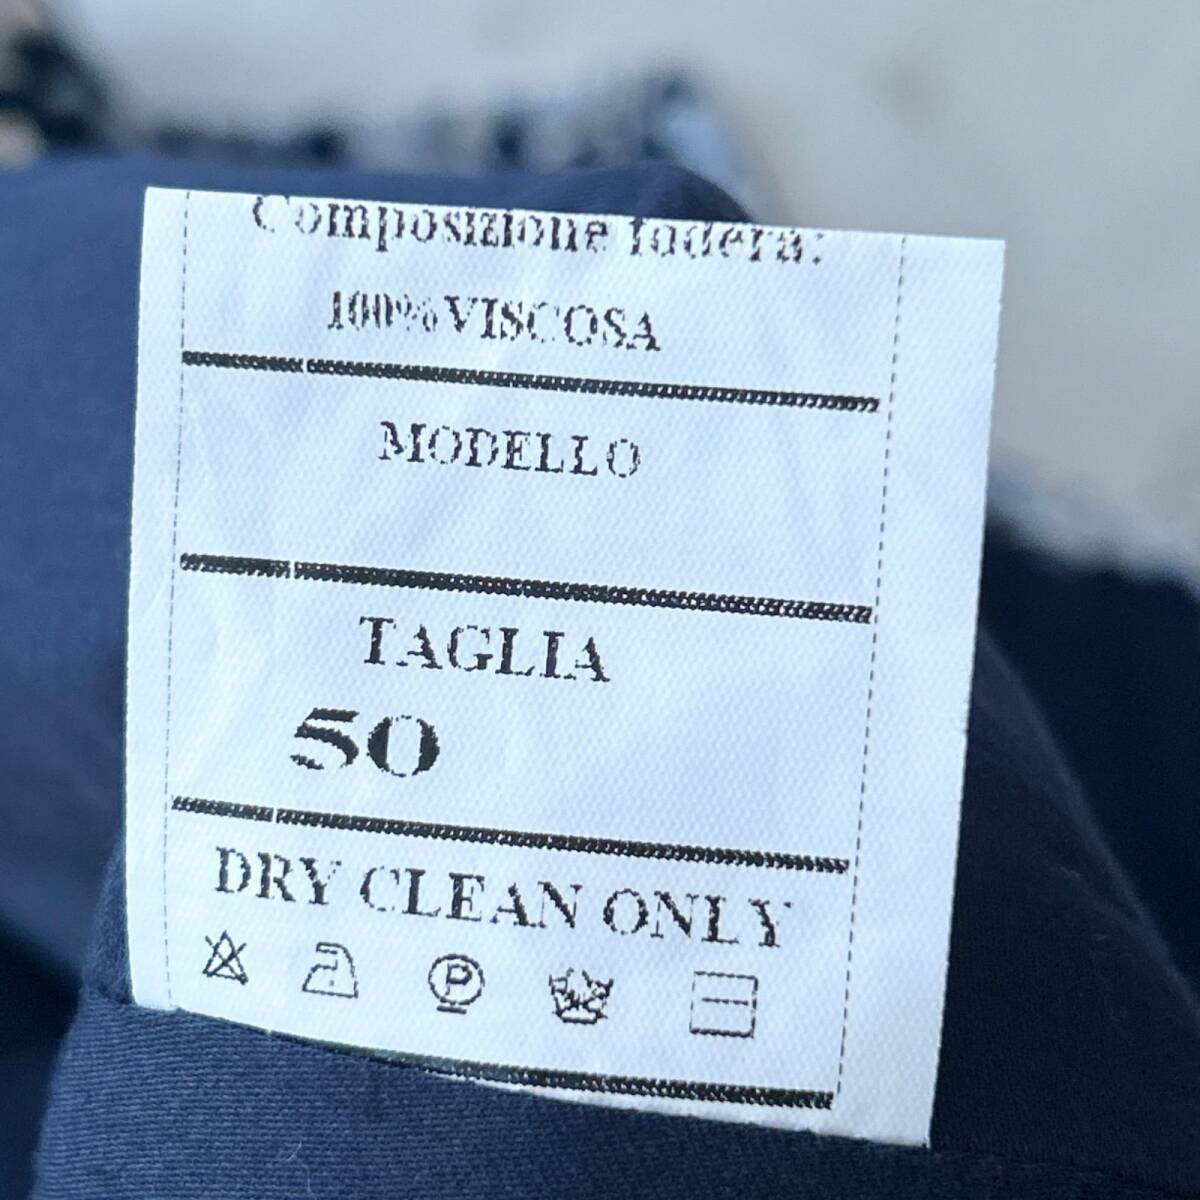 Composizione fodera:
100% VISCOSA
MODELLO
TAGLIA
50
DRY CLEAN ONLY
P